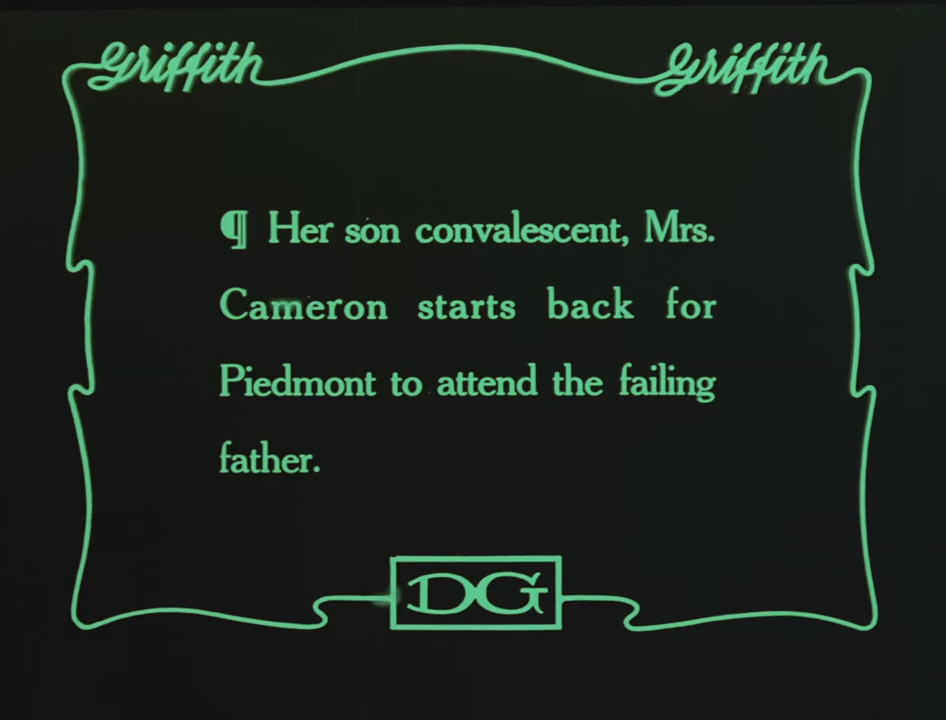 Griffith Griffith
¶ Her son convalescent, Mrs.
Cameron starts back for
Piedmont to attend the failing
father.
DG